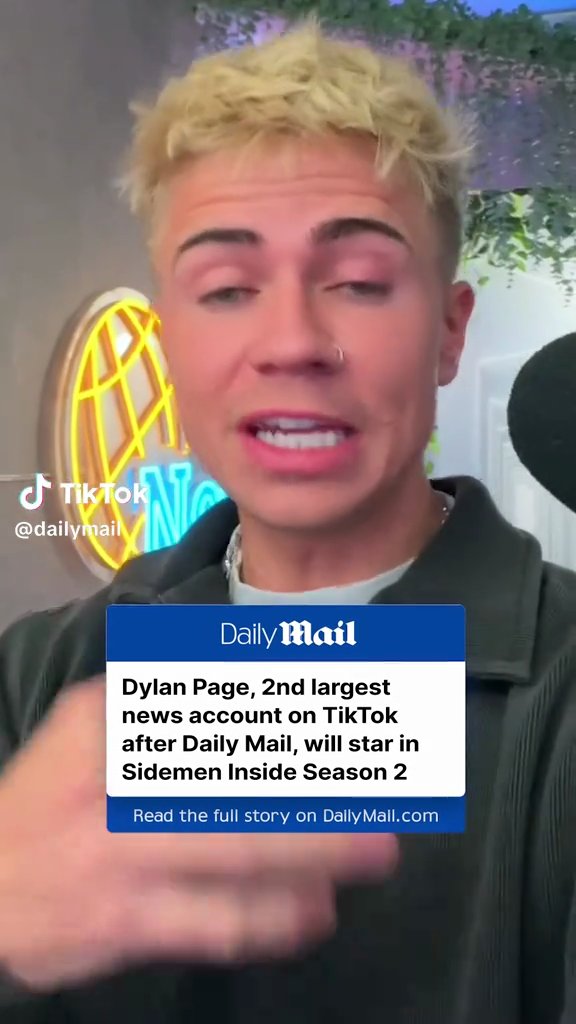 TikTok
@dailymail
Daily Mail
Dylan Page, 2nd largest
news account on TikTok
after Daily Mail, will star in
Sidemen Inside Season 2
Read the full story on DailyMail.com